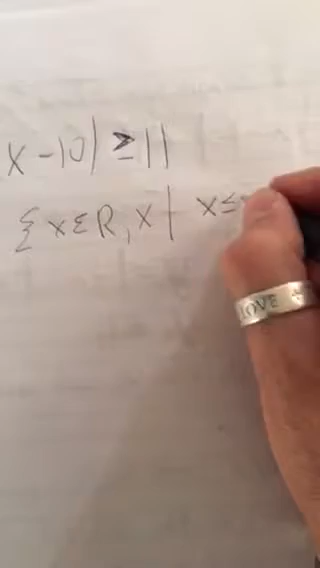 x-10| ≥ 11
{ x ε R, x | x ≤
LOVE